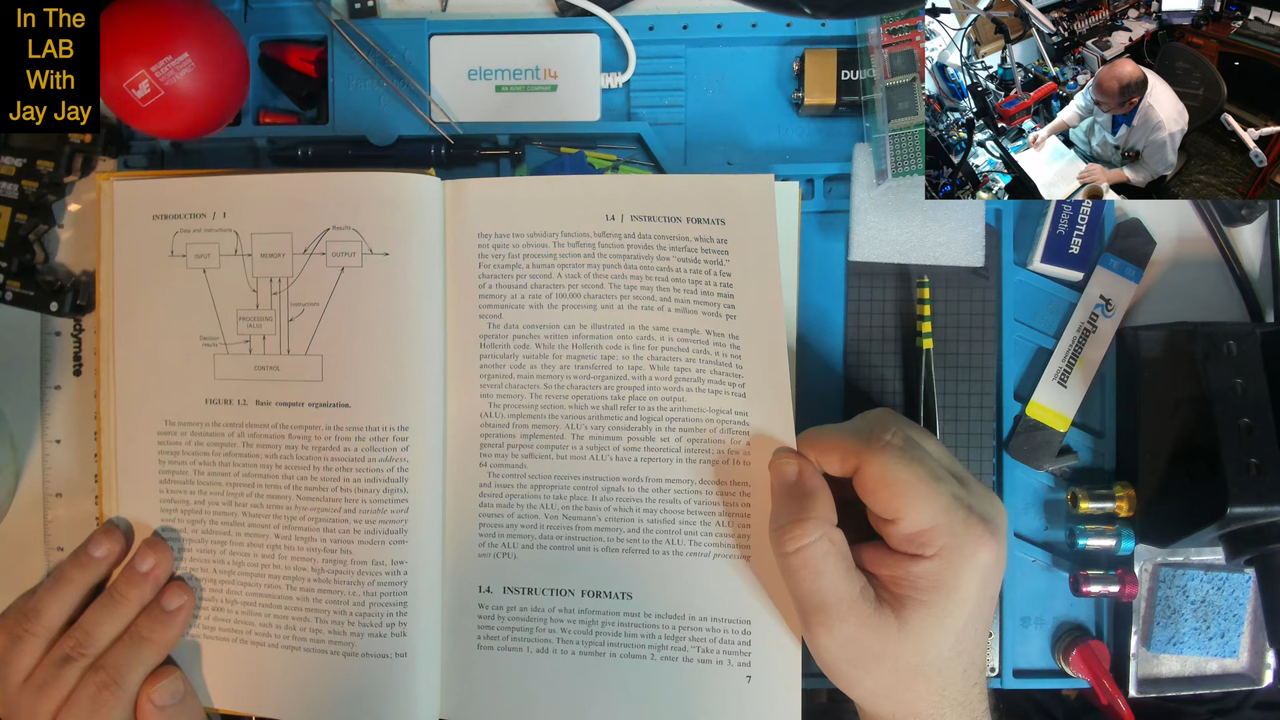 In The
LAB
With
Jay Jay
WURTH ELEKTRONIK
element14
AN AVNET COMPANY
STAEDTLER
plastic
Rofessional
THE OPENING TOOL
dymate
INTRODUCTION / 1
Data and instructions
Results
INPUT
MEMORY
OUTPUT
Instructions
PROCESSING
(ALU)
Decision
results
CONTROL
FIGURE 1.2. Basic computer organization.
The memory is the central element of the computer, in the sense that it is the
source or destination of all information flowing to or from the other four
sections of the computer. The memory may be regarded as a collection of
storage locations for information; with each location is associated an address,
by means of which that location may be accessed by the other sections of the
computer. The amount of information that can be stored in an individually
addressable location, expressed in terms of the number of bits (binary digits),
is known as the word length of the memory. Nomenclature here is sometimes
confusing, and you will hear such terms as byte-organized and variable word
length applied to memory. Whatever the type of organization, we use memory
word to signify the smallest amount of information that can be individually
or addressed, in memory. Word lengths in various modern com-
typically range from about eight bits to sixty-four bits.
great variety of devices is used for memory, ranging from fast, low-
devices with a high cost per bit, to slow, high-capacity devices with a
cost per bit. A single computer may employ a whole hierarchy of memory
varying speed/capacity ratios. The main memory, i.e., that portion
in most direct communication with the control and processing
usually a high-speed random access memory with a capacity in the
about 4000 to a million or more words. This may be backed up by
of slower devices, such as disk or tape, which may make bulk
of large numbers of words to or from main memory.
basic functions of the input and output sections are quite obvious; but
1.4 / INSTRUCTION FORMATS
they have two subsidiary functions, buffering and data conversion, which are
not quite so obvious. The buffering function provides the interface between
the very fast processing section and the comparatively slow "outside world."
For example, a human operator may punch data onto cards at a rate of a few
characters per second. A stack of these cards may be read onto tape at a rate
of a thousand characters per second. The tape may then be read into main
memory at a rate of 100,000 characters per second, and main memory can
communicate with the processing unit at the rate of a million words per
second.
The data conversion can be illustrated in the same example. When the
operator punches written information onto cards, it is converted into the
Hollerith code. While the Hollerith code is fine for punched cards, it is not
particularly suitable for magnetic tape; so the characters are translated to
another code as they are transferred to tape. While tapes are character-
organized, main memory is word-organized, with a word generally made up of
several characters. So the characters are grouped into words as the tape is read
into memory. The reverse operations take place on output.
The processing section, which we shall refer to as the arithmetic-logical unit
(ALU), implements the various arithmetic and logical operations on operands
obtained from memory. ALU's vary considerably in the number of different
operations implemented. The minimum possible set of operations for a
general purpose computer is a subject of some theoretical interest; as few as
two may be sufficient, but most ALU's have a repertory in the range of 16 to
64 commands.
The control section receives instruction words from memory, decodes them,
and issues the appropriate control signals to the other sections to cause the
desired operations to take place. It also receives the results of various tests on
data made by the ALU, on the basis of which it may choose between alternate
courses of action. Von Neumann's criterion is satisfied since the ALU can
process any word it receives from memory, and the control unit can cause any
word in memory, data or instruction, to be sent to the ALU. The combination
of the ALU and the control unit is often referred to as the central processing
unit (CPU).
1.4. INSTRUCTION FORMATS
We can get an idea of what information must be included in an instruction
word by considering how we might give instructions to a person who is to do
some computing for us. We could provide him with a ledger sheet of data and
a sheet of instructions. Then a typical instruction might read, "Take a number
from column 1, add it to a number in column 2, enter the sum in 3, and
7